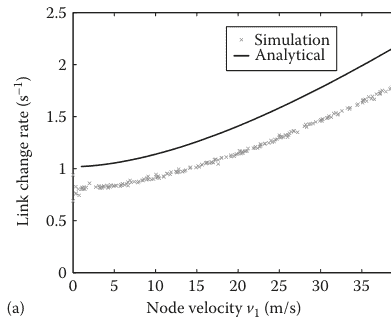 2.5
2
1.5
1
0.5
0
Link change rate (s⁻¹)
Simulation
Analytical
0 5 10 15 20 25 30 35
(a) Node velocity ν₁ (m/s)